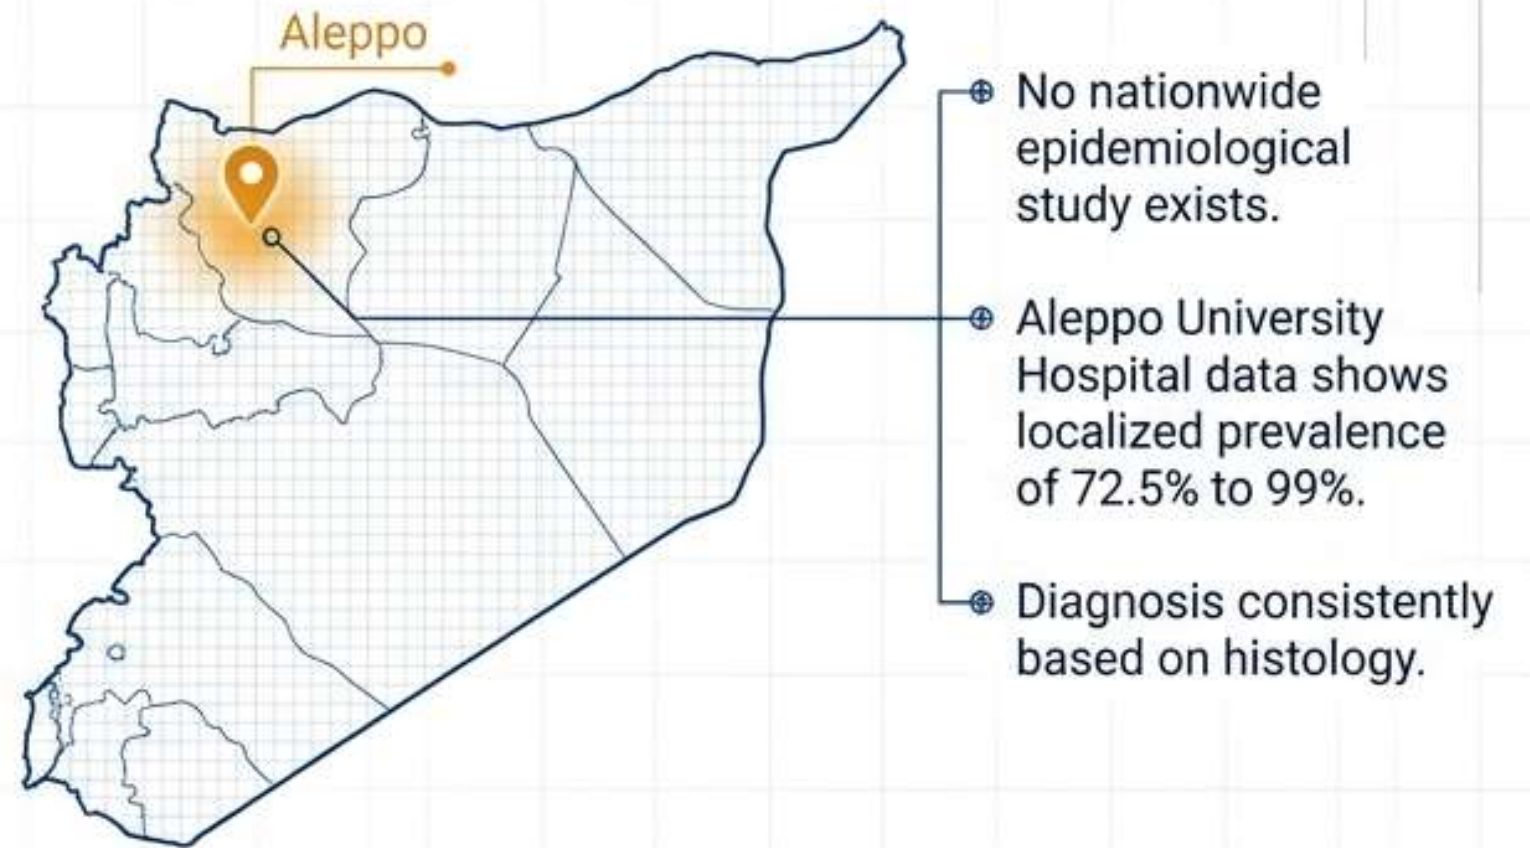 Aleppo
No nationwide
epidemiological
study exists.
Aleppo University
Hospital data shows
localized prevalence
of 72.5% to 99%.
Diagnosis consistently
based on histology.